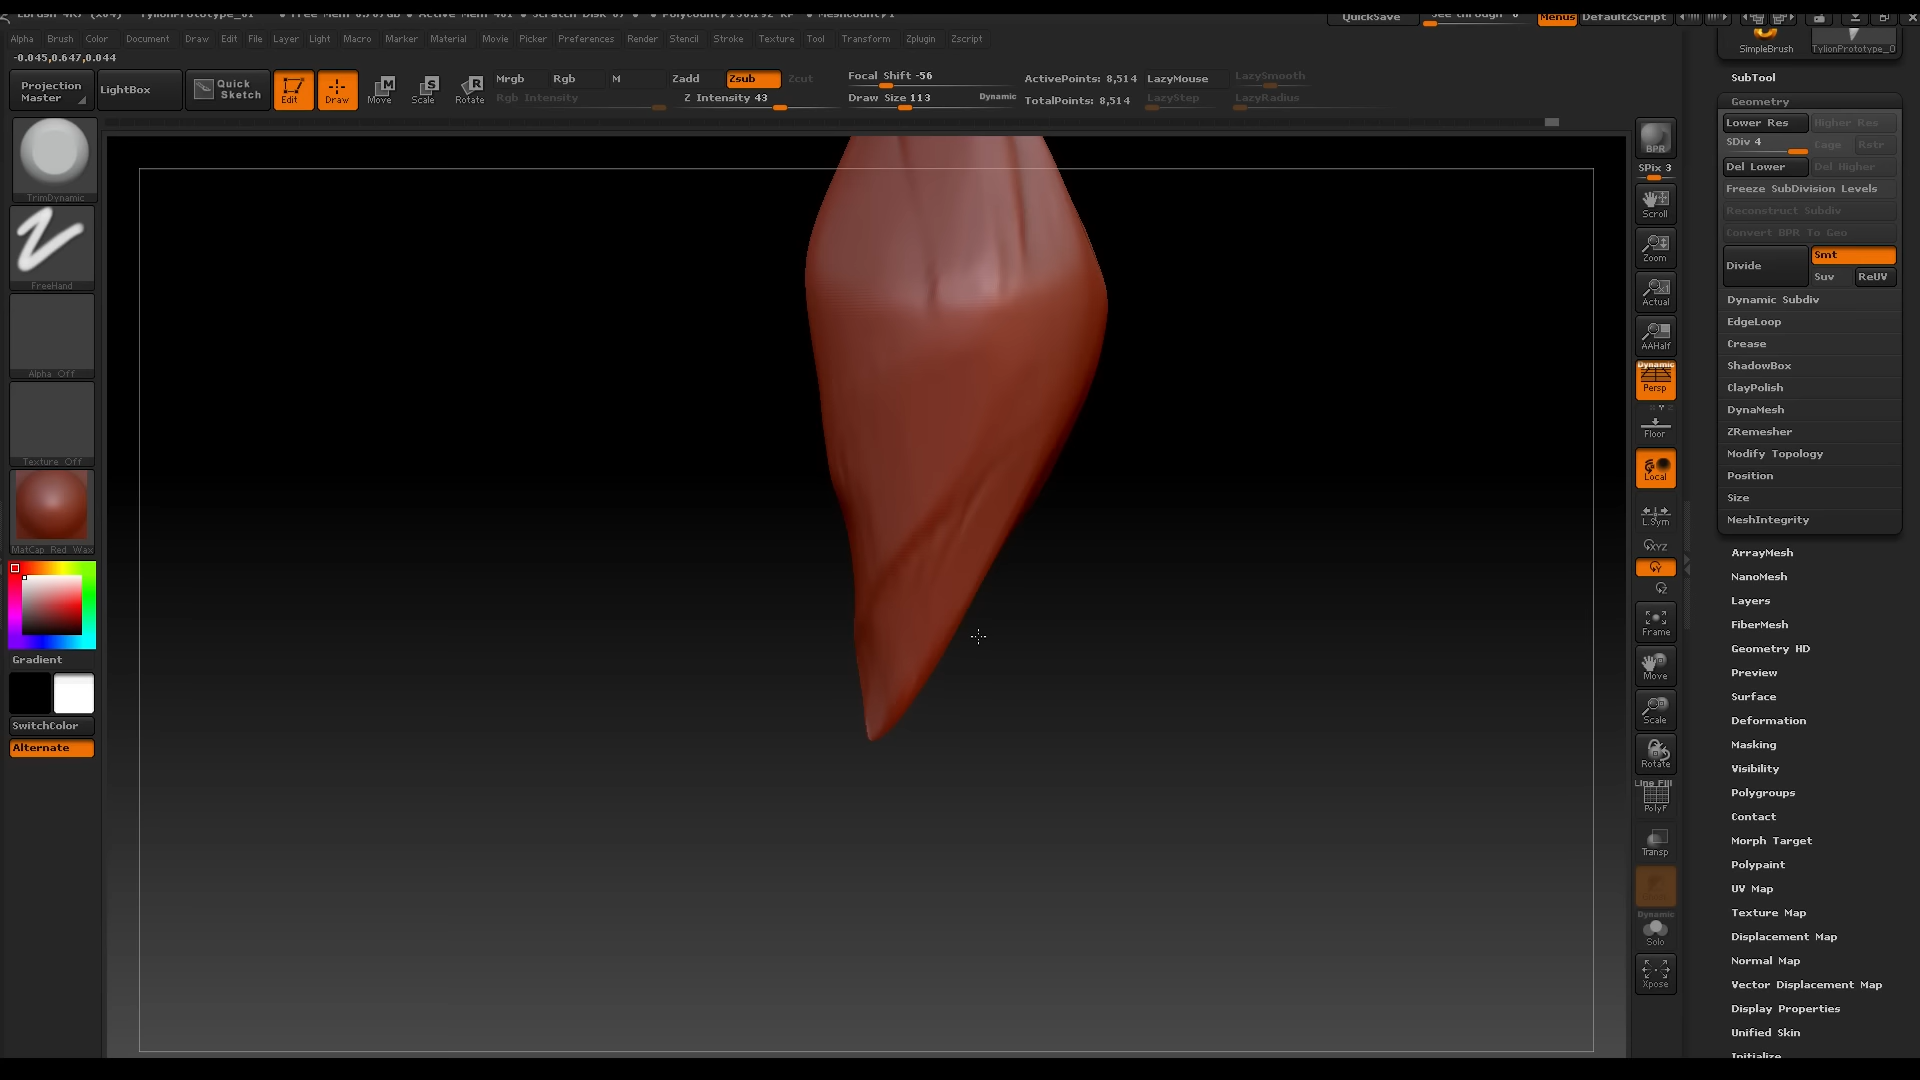 QuickSave See-through 0 Menus DefaultZScript
Alpha Brush Color Document Draw Edit File Layer Light Macro Marker Material Movie Picker Preferences Render Stencil Stroke Texture Tool Transform Zplugin Zscript
-0.045,0.647,0.044
Projection Master
LightBox
Quick Sketch
Edit
Draw
Move
Scale
Rotate
Mrgb Rgb M Zadd Zsub Zcut
Rgb Intensity Z Intensity 43
Focal Shift -56
Draw Size 113 Dynamic
ActivePoints: 8,514
TotalPoints: 8,514
LazyMouse LazySmooth
LazyStep LazyRadius
TrimDynamic
FreeHand
Alpha Off
Texture Off
MatCap Red Wax
Gradient
SwitchColor
Alternate
BPR
SPix 3
Scroll
Zoom
Actual
AAHalf
Dynamic
Persp
Floor
Local
L.Sym
XYZ
Y
Z
Frame
Move
Scale
Rotate
Line Fill
PolyF
Transp
Dynamic
Solo
Xpose
SimpleBrush TylionPrototype_0
SubTool
Geometry
Lower Res Higher Res
SDiv 4 Cage Rstr
Del Lower Del Higher
Freeze SubDivision Levels
Reconstruct Subdiv
Convert BPR To Geo
Divide Smt
Suv ReUV
Dynamic Subdiv
EdgeLoop
Crease
ShadowBox
ClayPolish
DynaMesh
ZRemesher
Modify Topology
Position
Size
MeshIntegrity
ArrayMesh
NanoMesh
Layers
FiberMesh
Geometry HD
Preview
Surface
Deformation
Masking
Visibility
Polygroups
Contact
Morph Target
Polypaint
UV Map
Texture Map
Displacement Map
Normal Map
Vector Displacement Map
Display Properties
Unified Skin
Initialize